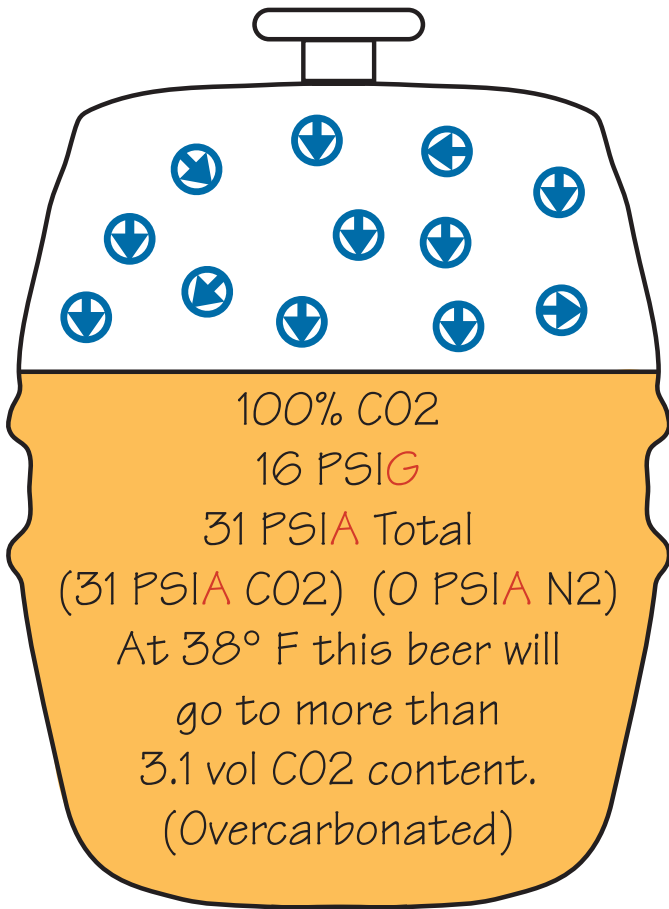 100% CO2
16 PSIG
31 PSIA Total
(31 PSIA CO2) (0 PSIA N2)
At 38° F this beer will
go to more than
3.1 vol CO2 content.
(Overcarbonated)